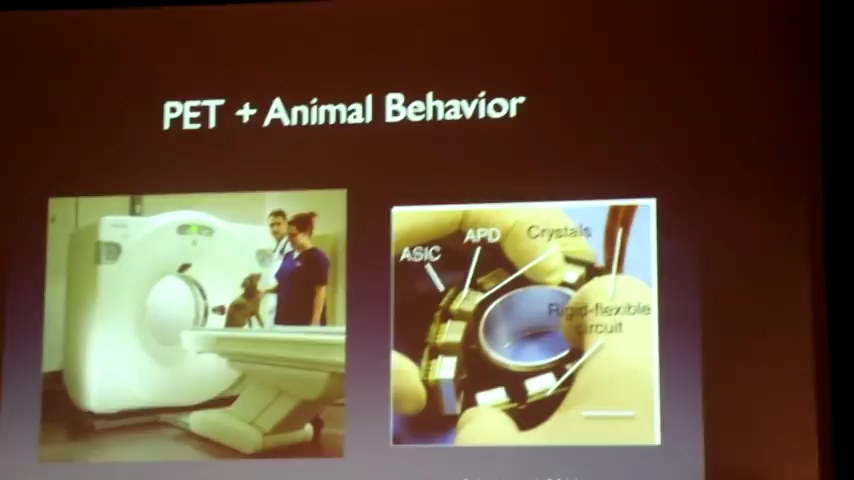 PET + Animal Behavior
ASIC
APD
Crystals
Rigid-flexible
circuit